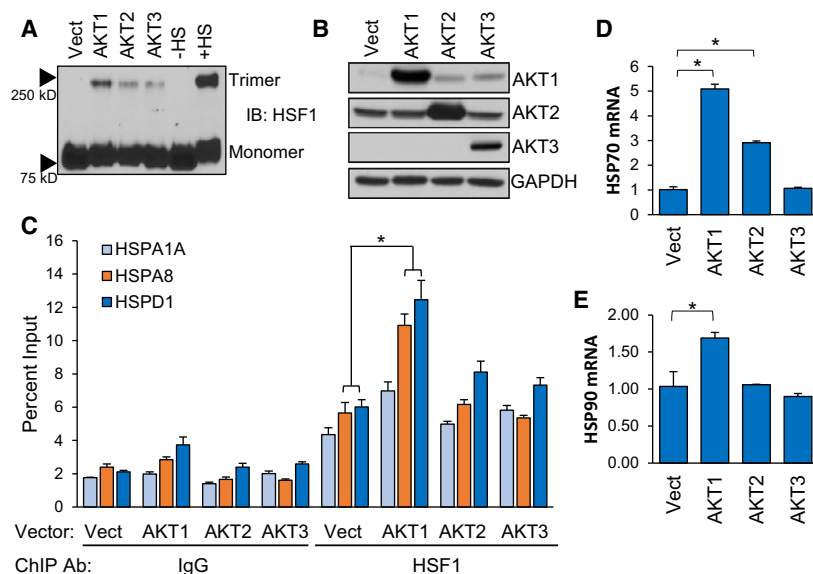 A
Vect
AKT1
AKT2
AKT3
-HS
+HS
250 kD
Trimer
IB: HSF1
Monomer
75 kD
B
Vect
AKT1
AKT2
AKT3
AKT1
AKT2
AKT3
GAPDH
C
Percent Input
16
14
12
10
8
6
4
2
0
HSPA1A
HSPA8
HSPD1
*
Vector: Vect AKT1 AKT2 AKT3 Vect AKT1 AKT2 AKT3
ChIP Ab: IgG HSF1
D
HSP70 mRNA
6
5
4
3
2
1
0
*
*
Vect
AKT1
AKT2
AKT3
E
HSP90 mRNA
2.00
1.50
1.00
0.50
0.00
*
Vect
AKT1
AKT2
AKT3